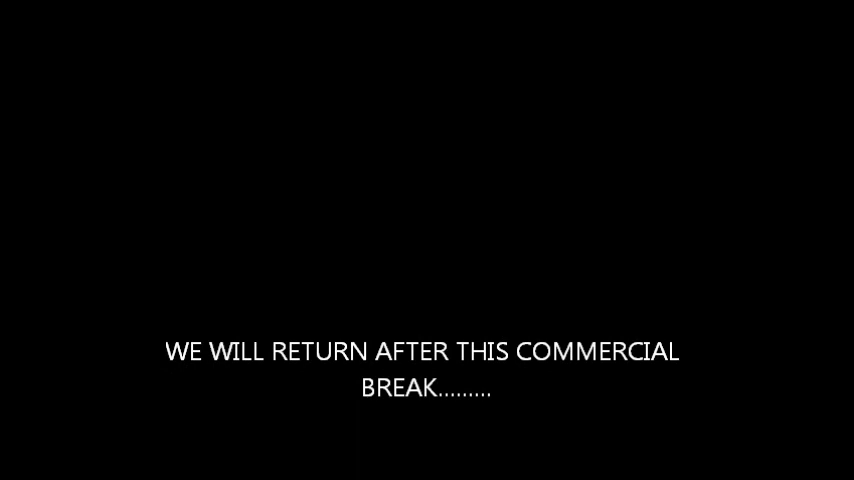 WE WILL RETURN AFTER THIS COMMERCIAL
BREAK.........